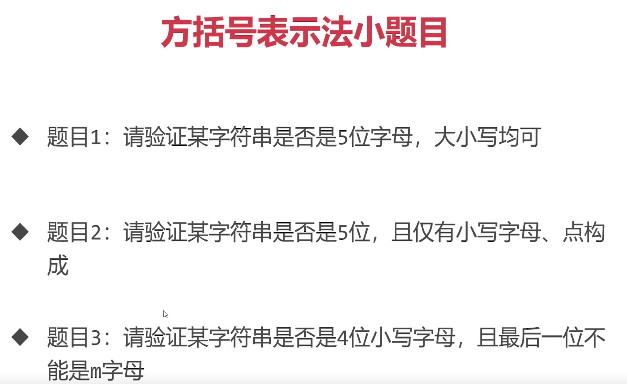 方括号表示法小题目
◆ 题目1：请验证某字符串是否是5位字母，大小写均可
◆ 题目2：请验证某字符串是否是5位，且仅有小写字母、点构
成
◆ 题目3：请验证某字符串是否是4位小写字母，且最后一位不
能是m字母